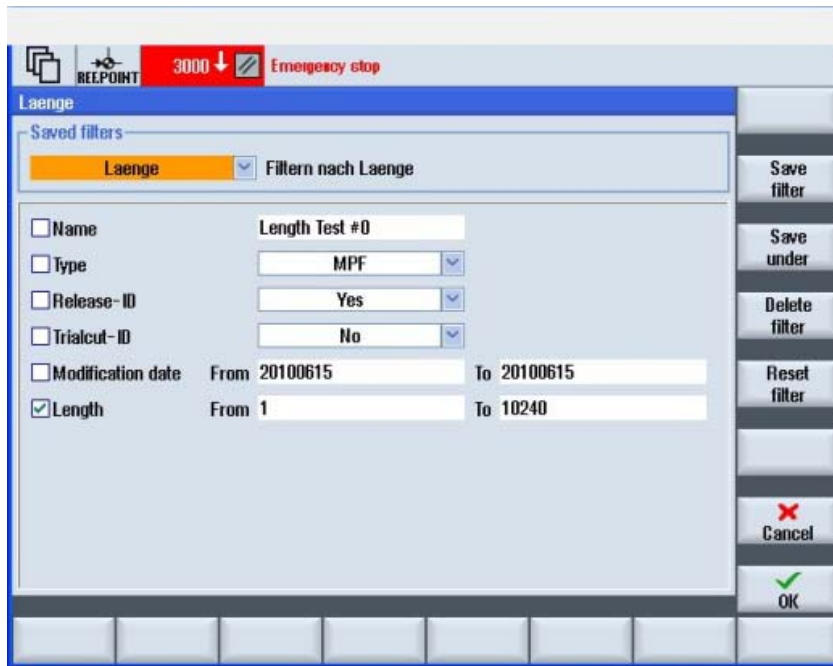 REF.POINT
3000 Emergency stop
Laenge
Saved filters
Laenge Filtern nach Laenge
Name Length Test #0
Type MPF
Release-ID Yes
Trialcut-ID No
Modification date From 20100615 To 20100615
Length From 1 To 10240
Save
filter
Save
under
Delete
filter
Reset
filter
Cancel
OK